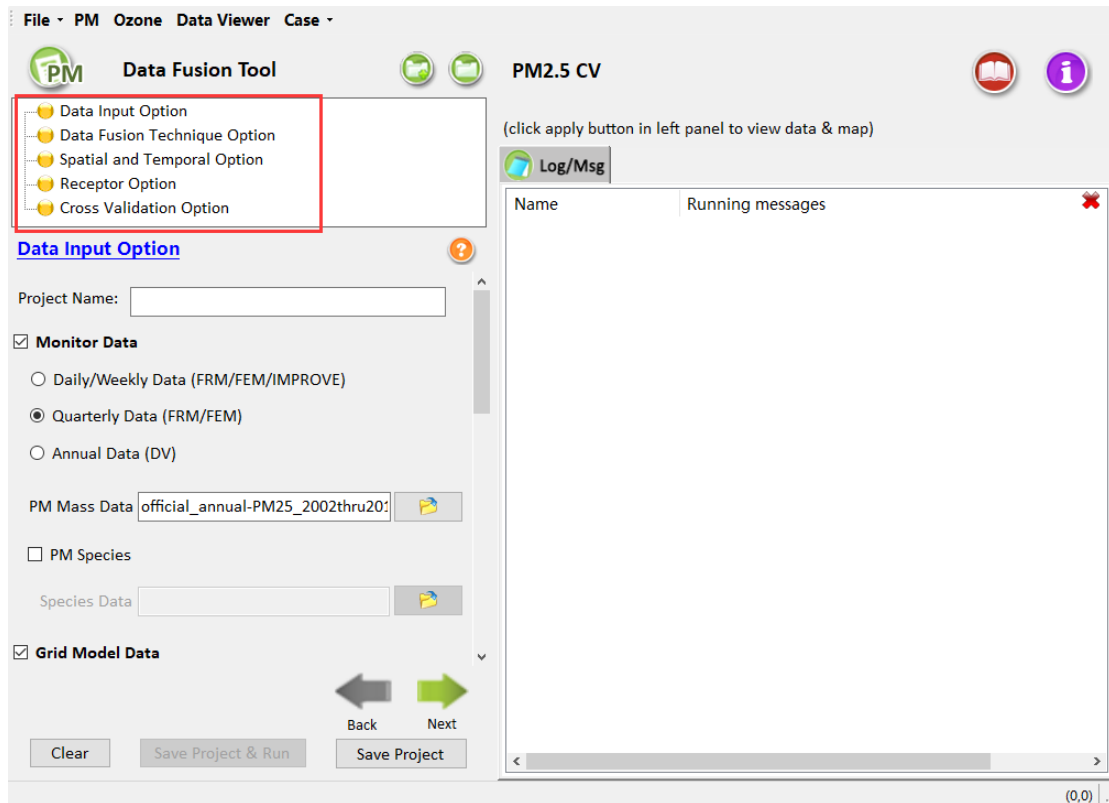 File PM Ozone Data Viewer Case
PM Data Fusion Tool
PM2.5 CV
Data Input Option
Data Fusion Technique Option
Spatial and Temporal Option
Receptor Option
Cross Validation Option
(click apply button in left panel to view data & map)
Log/Msg
Name Running messages
Data Input Option
Project Name:
Monitor Data
Daily/Weekly Data (FRM/FEM/IMPROVE)
Quarterly Data (FRM/FEM)
Annual Data (DV)
PM Mass Data official_annual-PM25_2002thru201
PM Species
Species Data
Grid Model Data
Back Next
Clear Save Project & Run Save Project
(0,0)